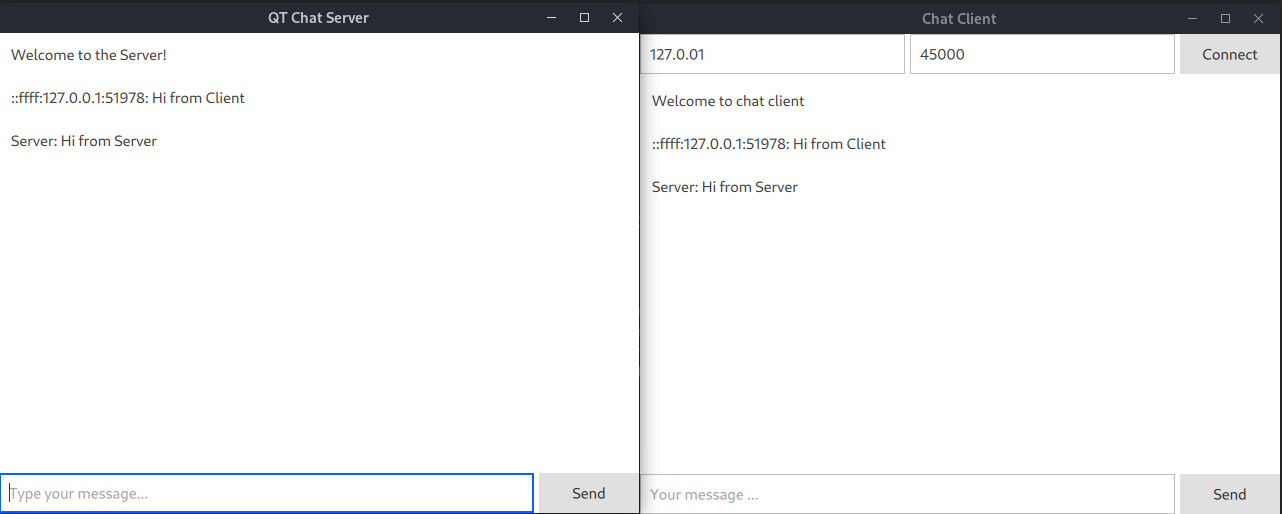 QT Chat Server
Welcome to the Server!
::ffff:127.0.0.1:51978: Hi from Client
Server: Hi from Server
Type your message...
Send
Chat Client
127.0.01
45000
Connect
Welcome to chat client
::ffff:127.0.0.1:51978: Hi from Client
Server: Hi from Server
Your message ...
Send